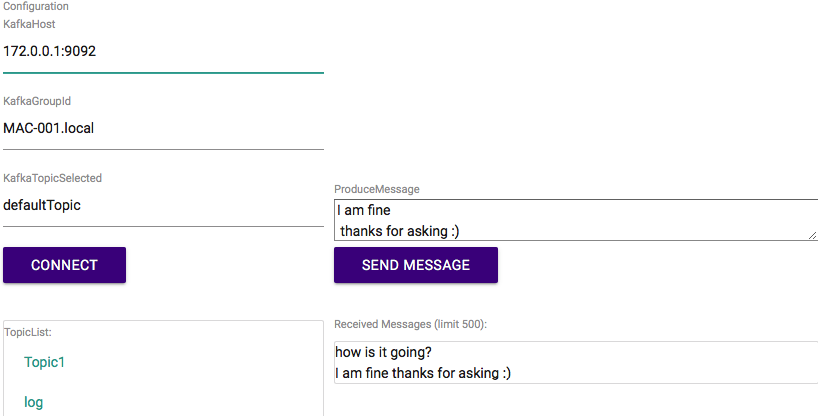 Configuration
KafkaHost
172.0.0.1:9092
KafkaGroupId
MAC-001.local
KafkaTopicSelected
defaultTopic
CONNECT
ProduceMessage
I am fine
thanks for asking :)
SEND MESSAGE
TopicList:
Topic1
log
Received Messages (limit 500):
how is it going?
I am fine thanks for asking :)